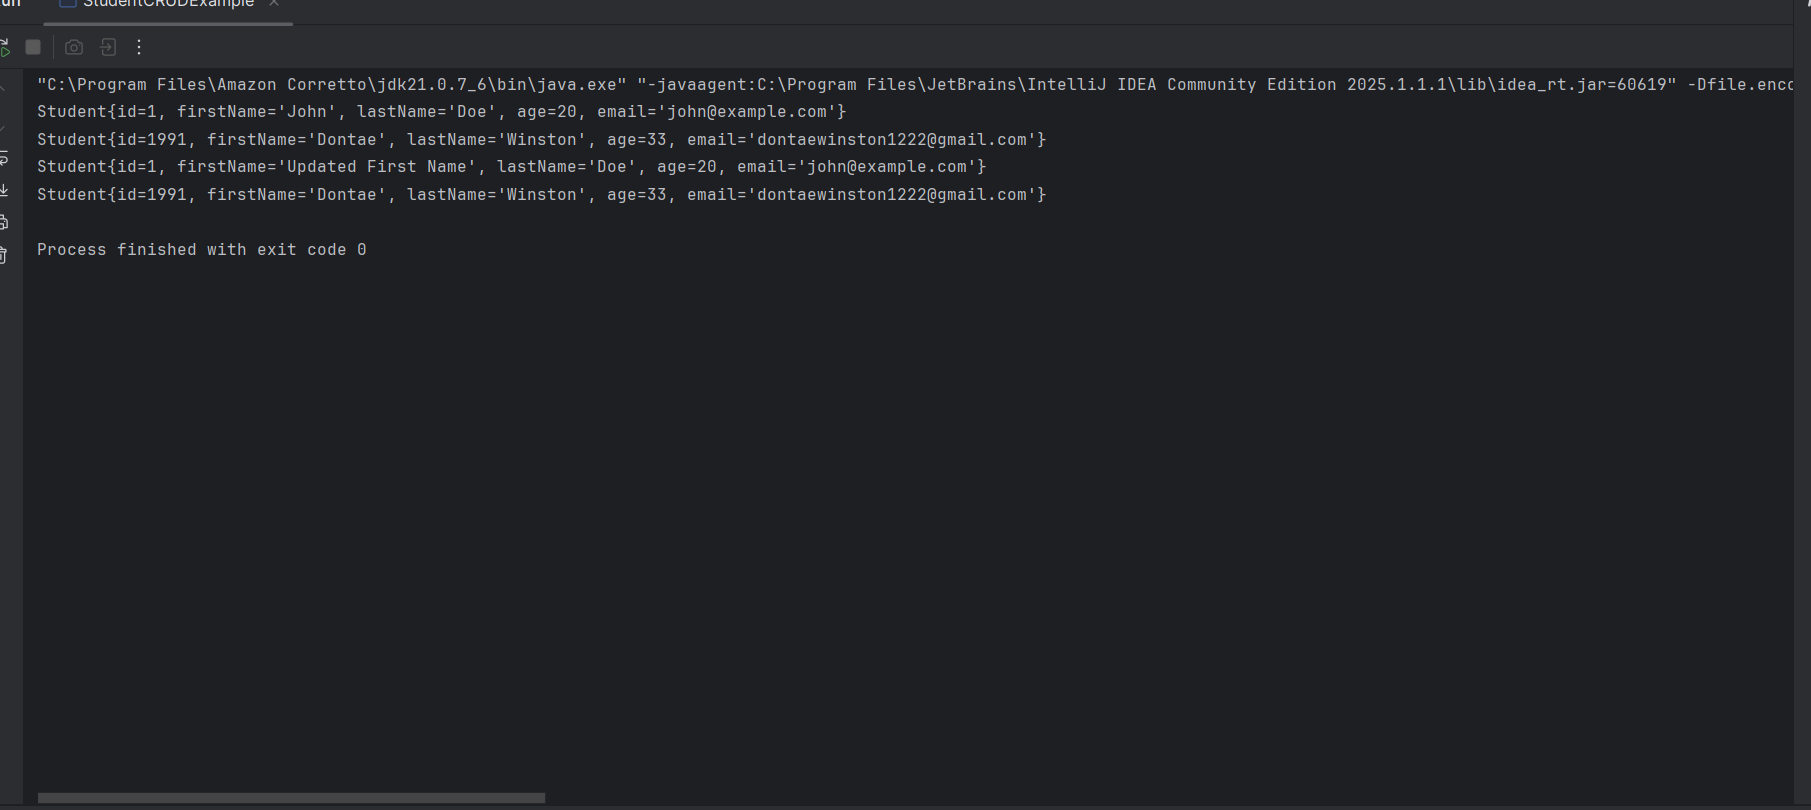 StudentCRUDExample
"C:\Program Files\Amazon Corretto\jdk21.0.7_6\bin\java.exe" "-javaagent:C:\Program Files\JetBrains\IntelliJ IDEA Community Edition 2025.1.1.1\lib\idea_rt.jar=60619" -Dfile.enco
Student{id=1, firstName='John', lastName='Doe', age=20, email='john@example.com'}
Student{id=1991, firstName='Dontae', lastName='Winston', age=33, email='dontaewinston1222@gmail.com'}
Student{id=1, firstName='Updated First Name', lastName='Doe', age=20, email='john@example.com'}
Student{id=1991, firstName='Dontae', lastName='Winston', age=33, email='dontaewinston1222@gmail.com'}
Process finished with exit code 0